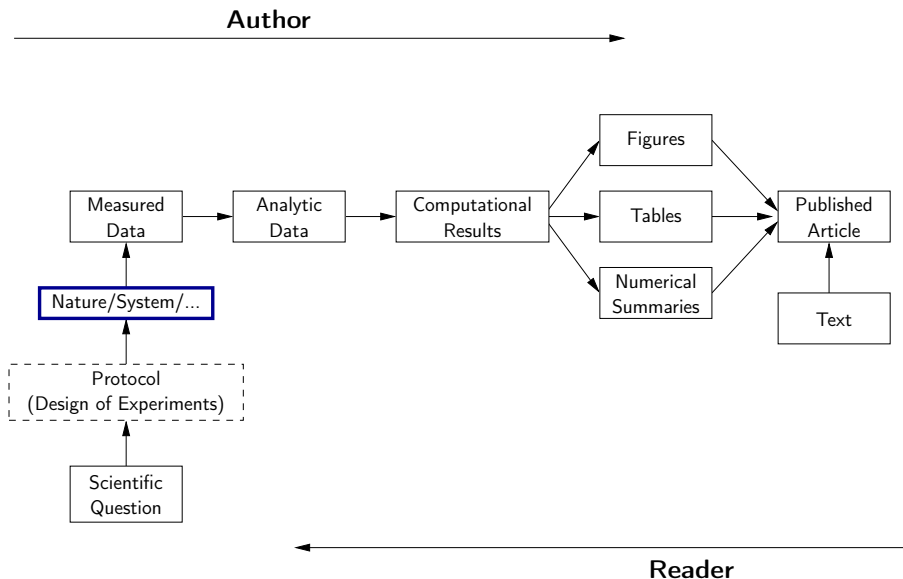 Author
Figures
Measured
Data
Analytic
Data
Computational
Results
Tables
Published
Article
Nature/System/...
Numerical
Summaries
Text
Protocol
(Design of Experiments)
Scientific
Question
Reader